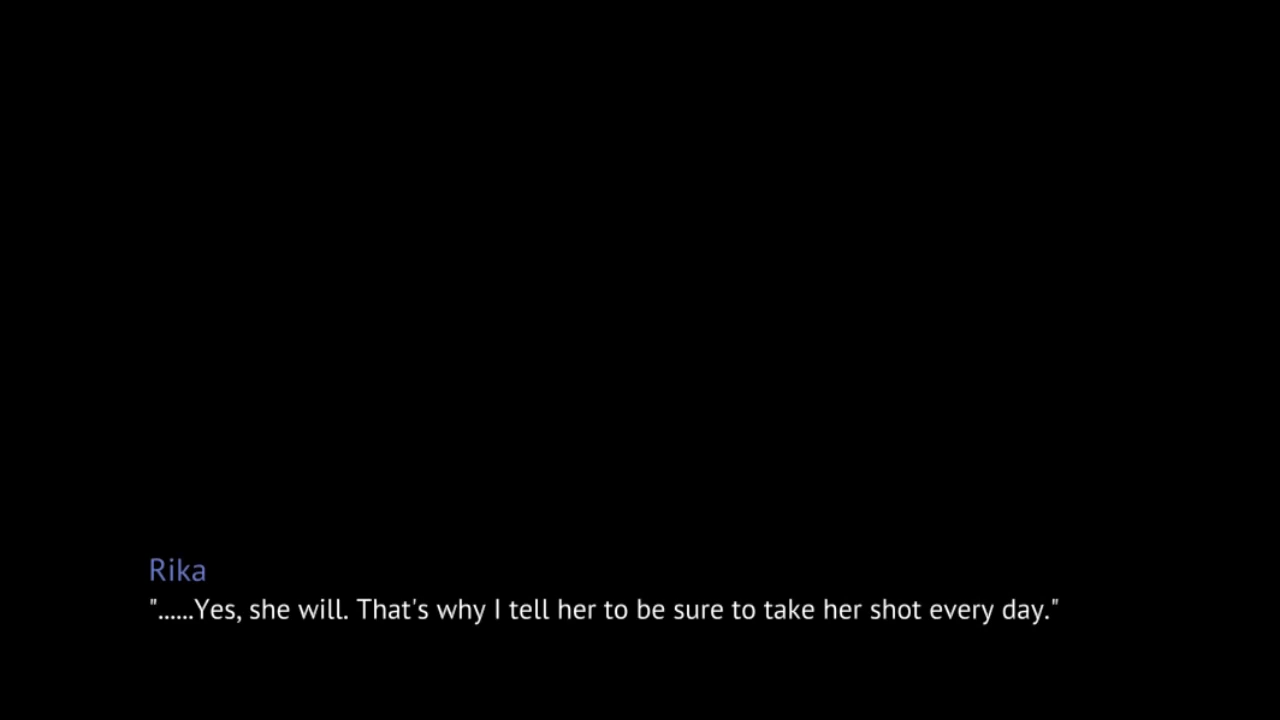 Rika
"......Yes, she will. That's why I tell her to be sure to take her shot every day."